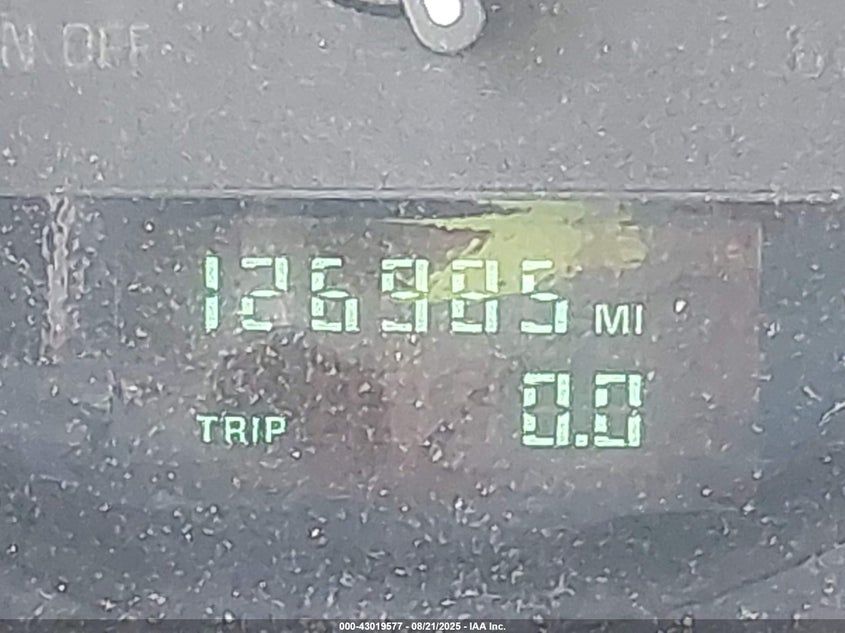 N OFF
126985 MI
TRIP 0.0
000-43019577 - 08/21/2025 - IAA Inc.